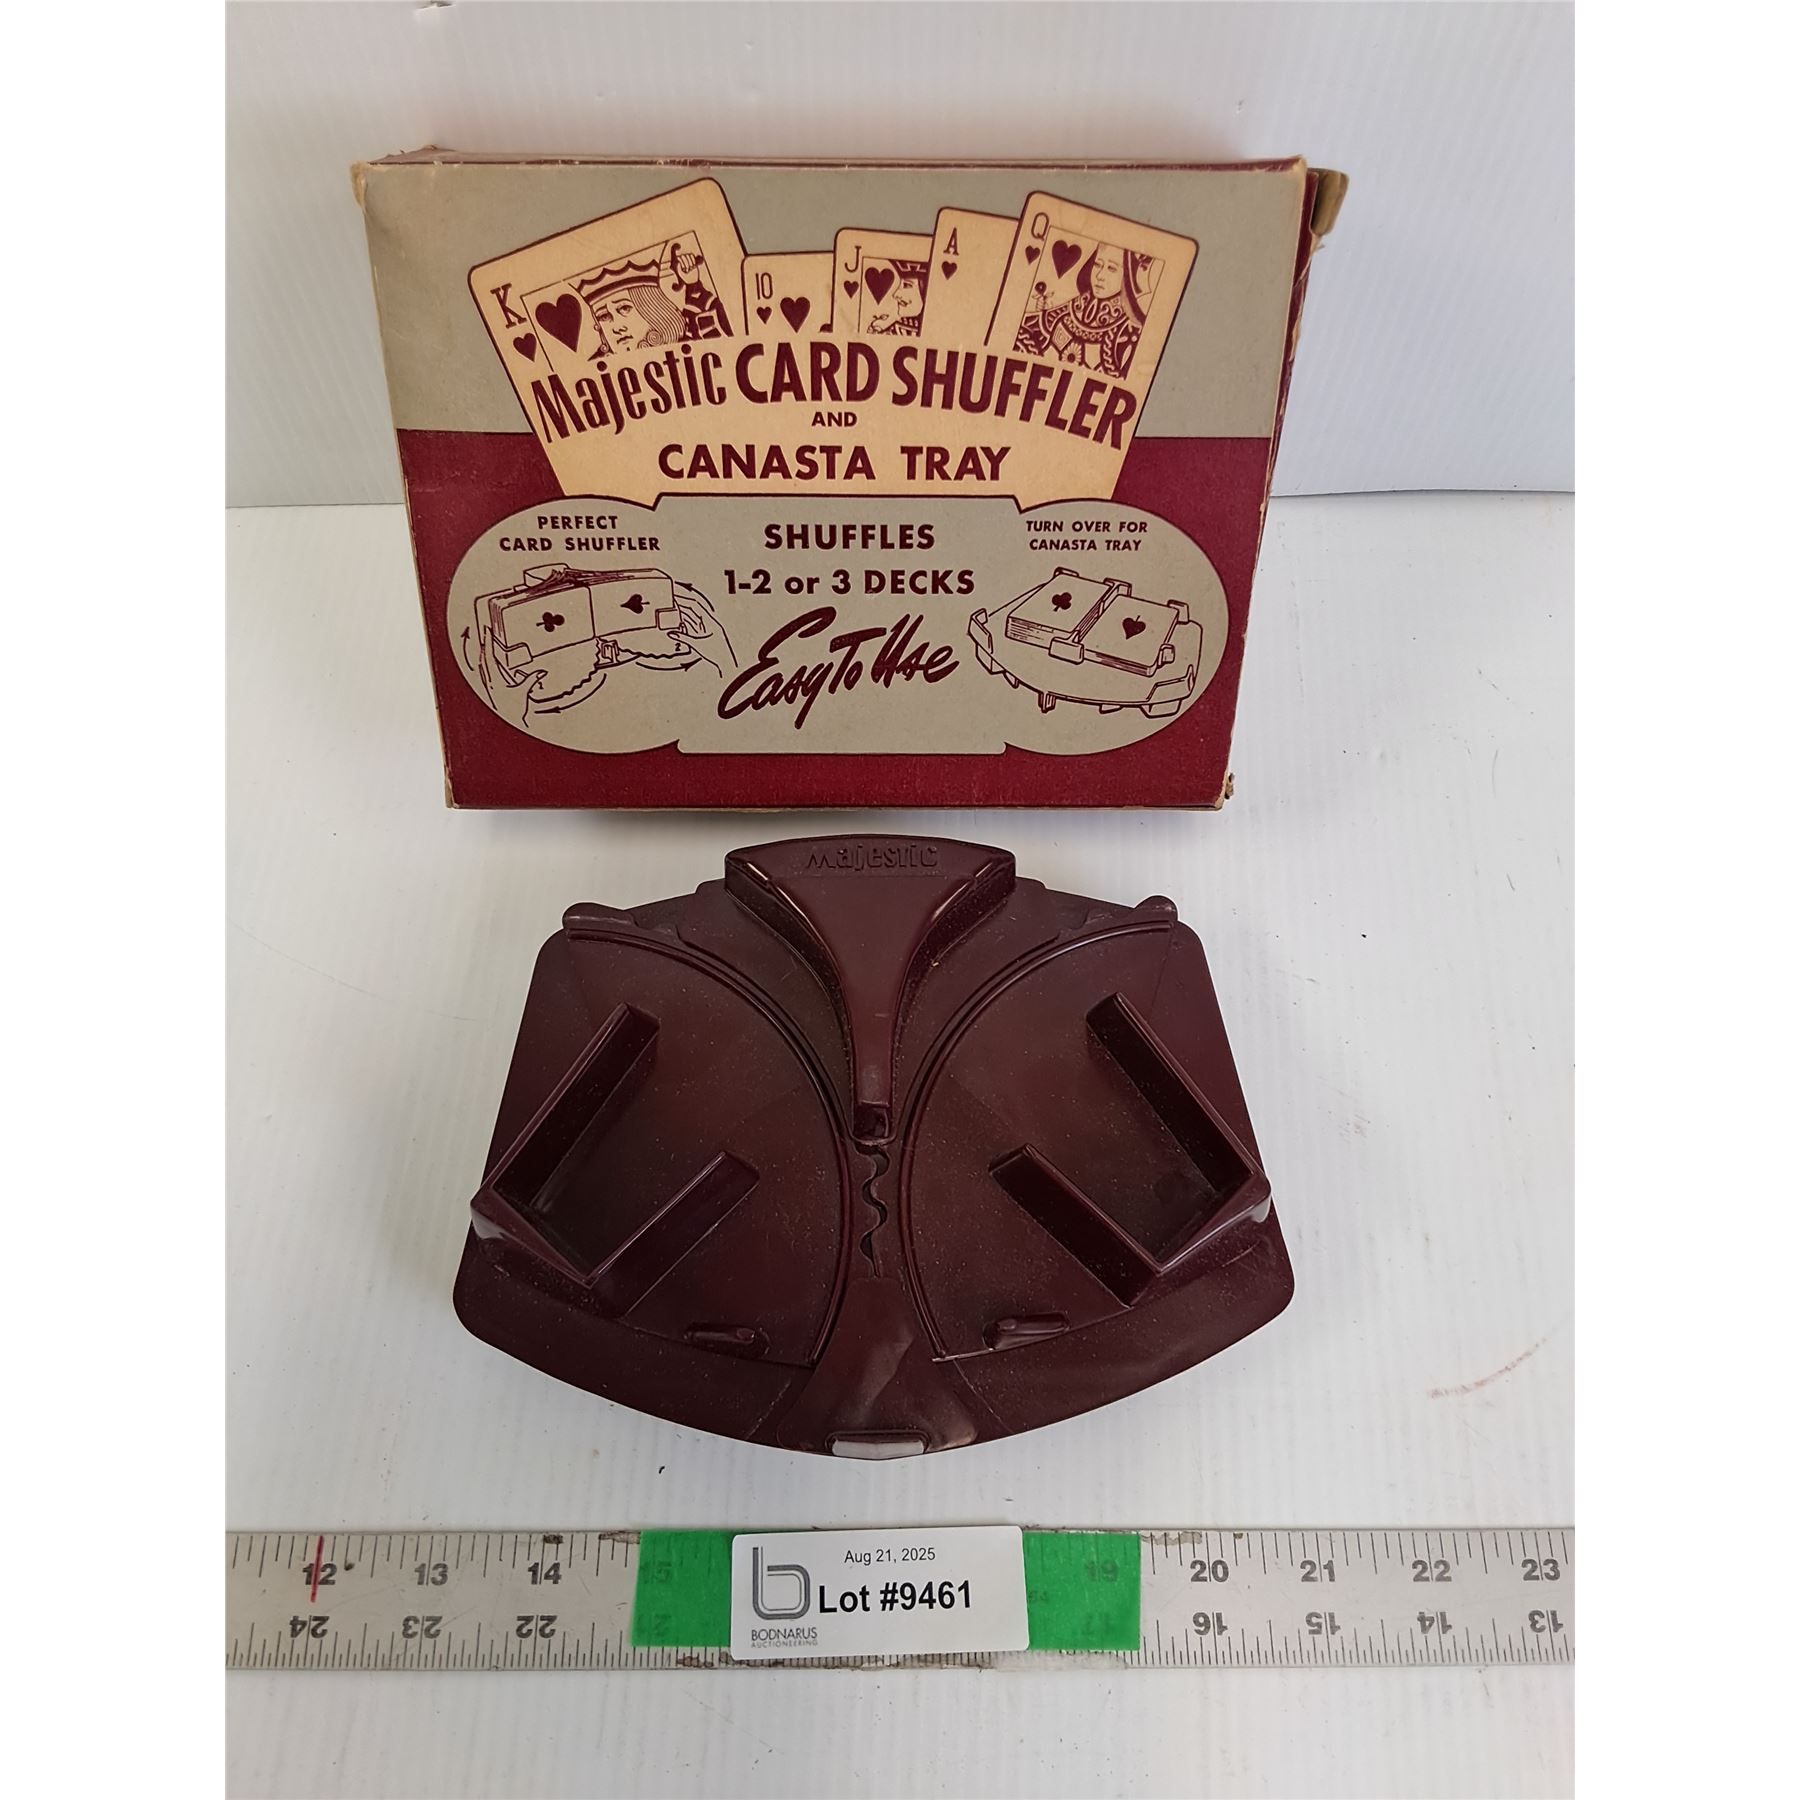 K
10
J
A
Q
Majestic CARD SHUFFLER
AND
CANASTA TRAY
PERFECT
CARD SHUFFLER
SHUFFLES
1-2 or 3 DECKS
Easy To Use
TURN OVER FOR
CANASTA TRAY
Majestic
12 13 14 15 19 20 21 22 23
Aug 21, 2025
Lot #9461
BODNARUS
AUCTIONEERING
24 23 22 17 16 15 14 13